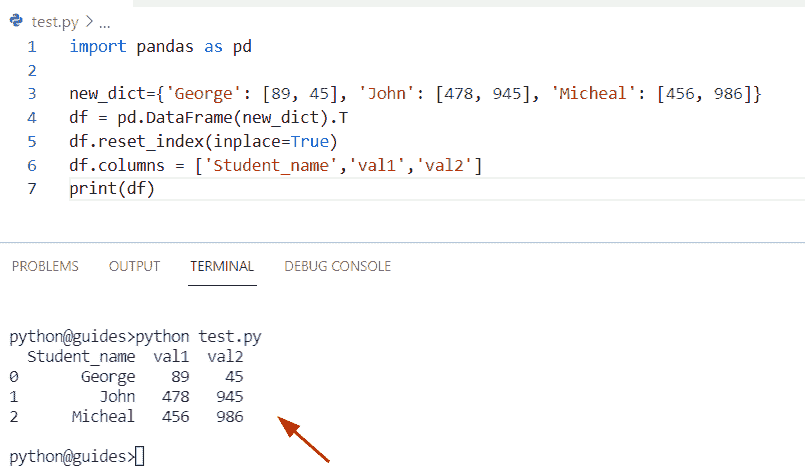 test.py > ...
1 import pandas as pd
2
3 new_dict={'George': [89, 45], 'John': [478, 945], 'Micheal': [456, 986]}
4 df = pd.DataFrame(new_dict).T
5 df.reset_index(inplace=True)
6 df.columns = ['Student_name','val1','val2']
7 print(df)
PROBLEMS OUTPUT TERMINAL DEBUG CONSOLE
python@guides>python test.py
Student_name val1 val2
0 George 89 45
1 John 478 945
2 Micheal 456 986
python@guides>